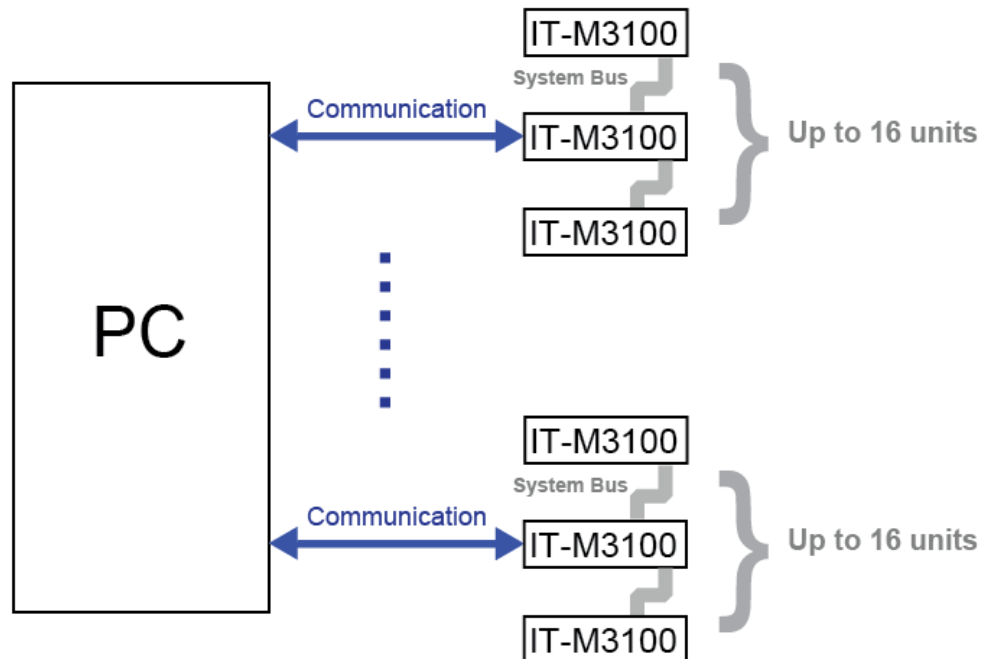 IT-M3100
System Bus
Communication
IT-M3100
Up to 16 units
IT-M3100
PC
IT-M3100
System Bus
Communication
IT-M3100
Up to 16 units
IT-M3100